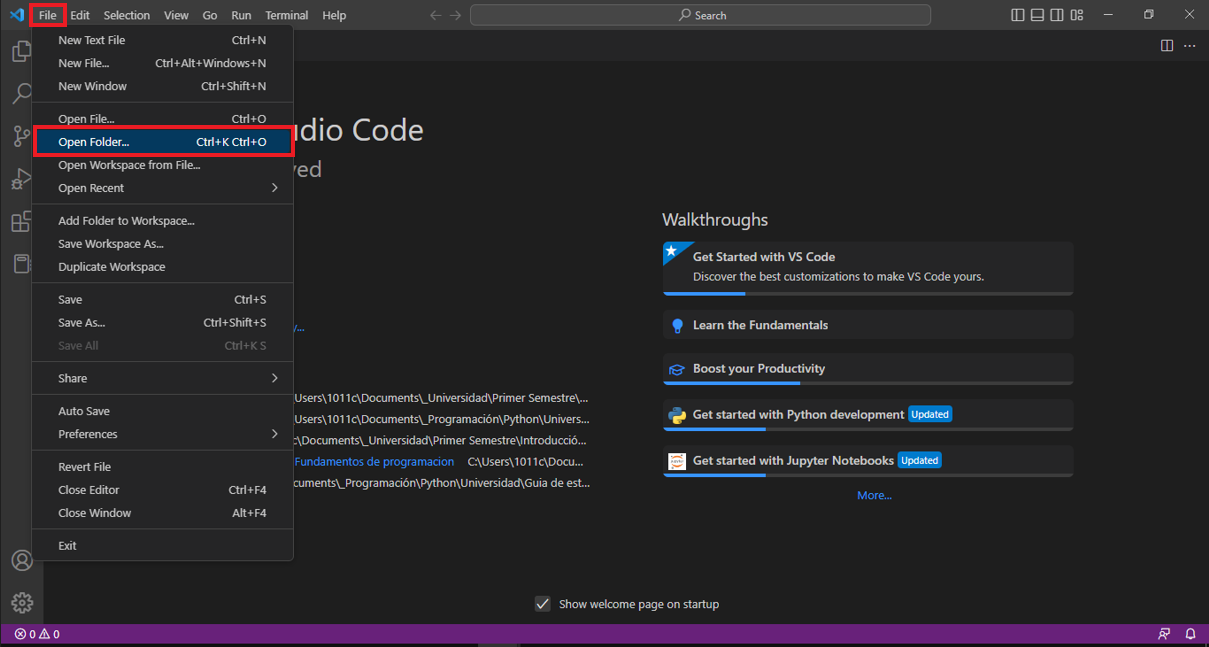 File Edit Selection View Go Run Terminal Help Search
New Text File Ctrl+N
New File... Ctrl+Alt+Windows+N
New Window Ctrl+Shift+N
Open File... Ctrl+O
Open Folder... Ctrl+K Ctrl+O
Open Workspace from File...
Open Recent
Add Folder to Workspace...
Save Workspace As...
Duplicate Workspace
Save Ctrl+S
Save As... Ctrl+Shift+S
Save All Ctrl+K S
Share
Auto Save
Preferences
Revert File
Close Editor Ctrl+F4
Close Window Alt+F4
Exit
dio Code
ved
y...
Users\1011c\Documents\_Universidad\Primer Semestre\...
Users\1011c\Documents\_Programación\Python\Univers...
c\Documents\_Universidad\Primer Semestre\Introducció...
Fundamentos de programacion C:\Users\1011c\Docu...
cuments\_Programación\Python\Universidad\Guia de est...
Walkthroughs
Get Started with VS Code
Discover the best customizations to make VS Code yours.
Learn the Fundamentals
Boost your Productivity
Get started with Python development Updated
Get started with Jupyter Notebooks Updated
More...
Show welcome page on startup
0 0